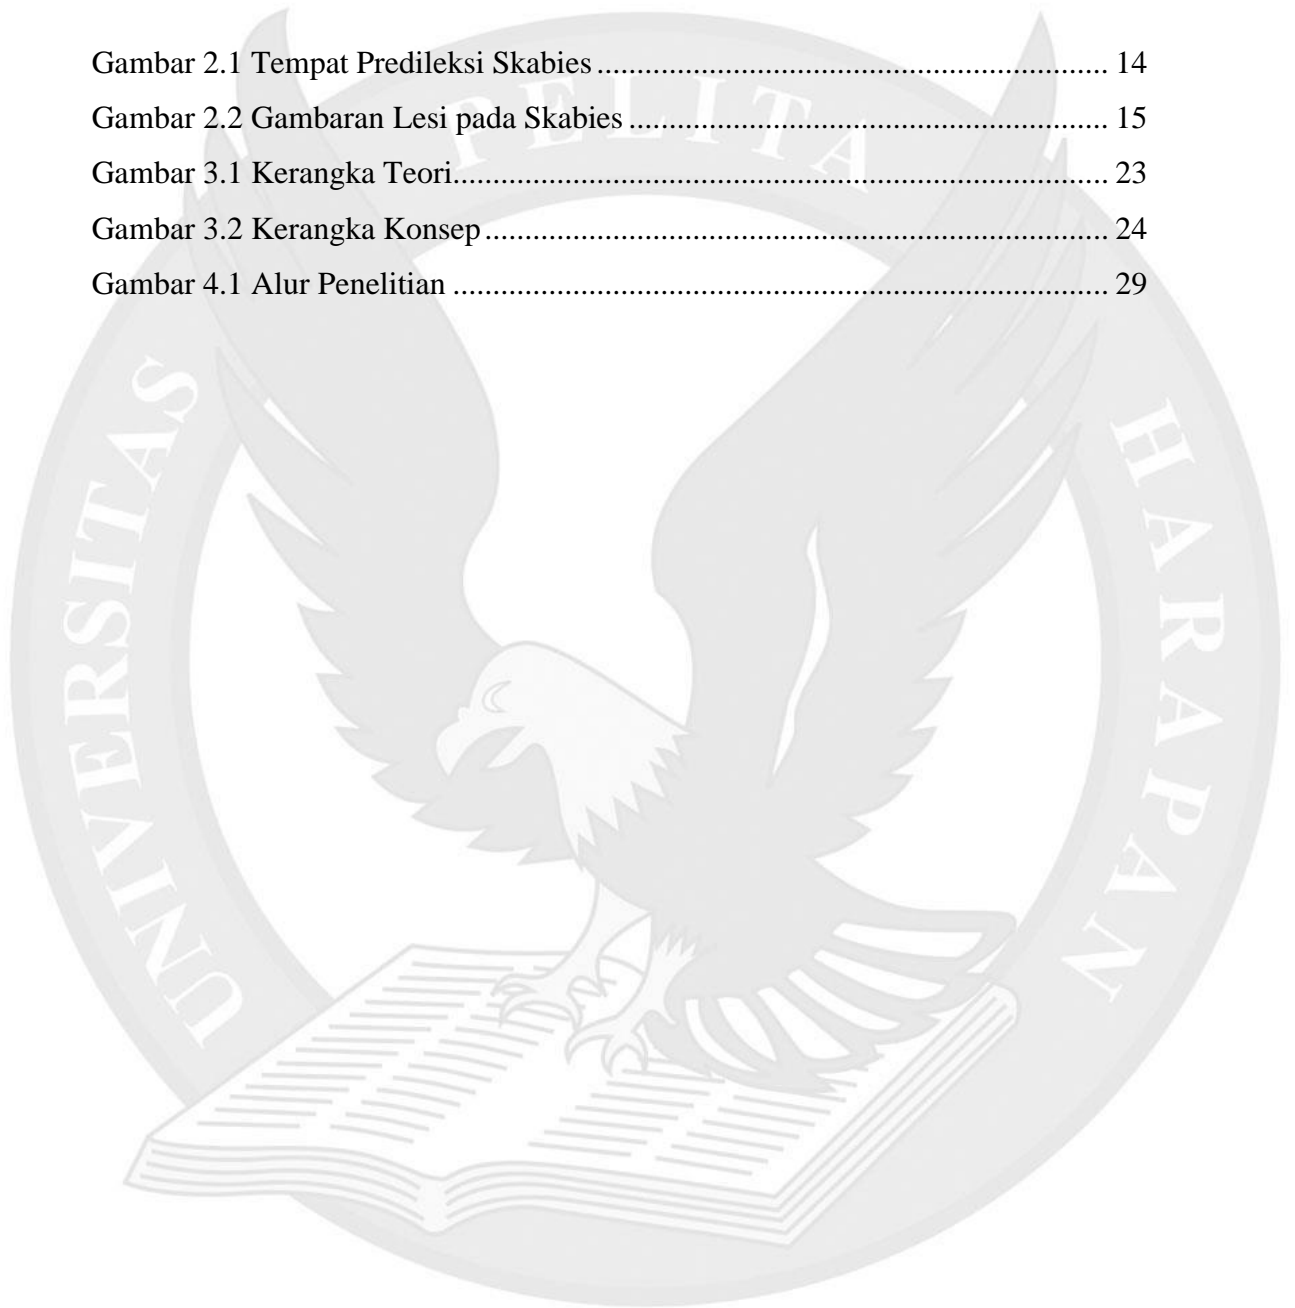 Gambar 2.1 Tempat Predileksi Skabies ................................................................ 14
Gambar 2.2 Gambaran Lesi pada Skabies ............................................................ 15
Gambar 3.1 Kerangka Teori.................................................................................. 23
Gambar 3.2 Kerangka Konsep.............................................................................. 24
Gambar 4.1 Alur Penelitian .................................................................................. 29
UNIVERSITAS PELITA HARAPAN